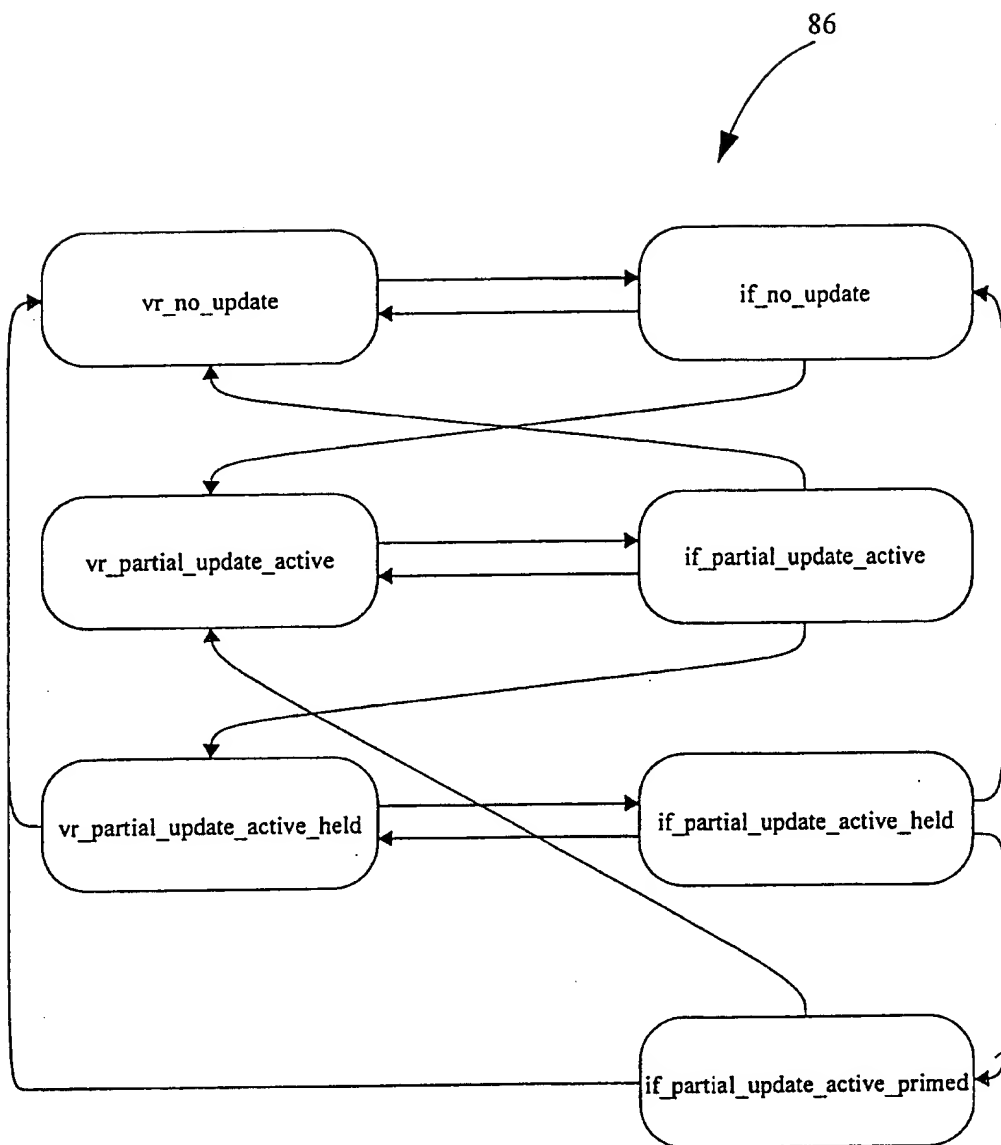 86
vr_no_update
if_no_update
vr_partial_update_active
if_partial_update_active
vr_partial_update_active_held
if_partial_update_active_held
if_partial_update_active_primed